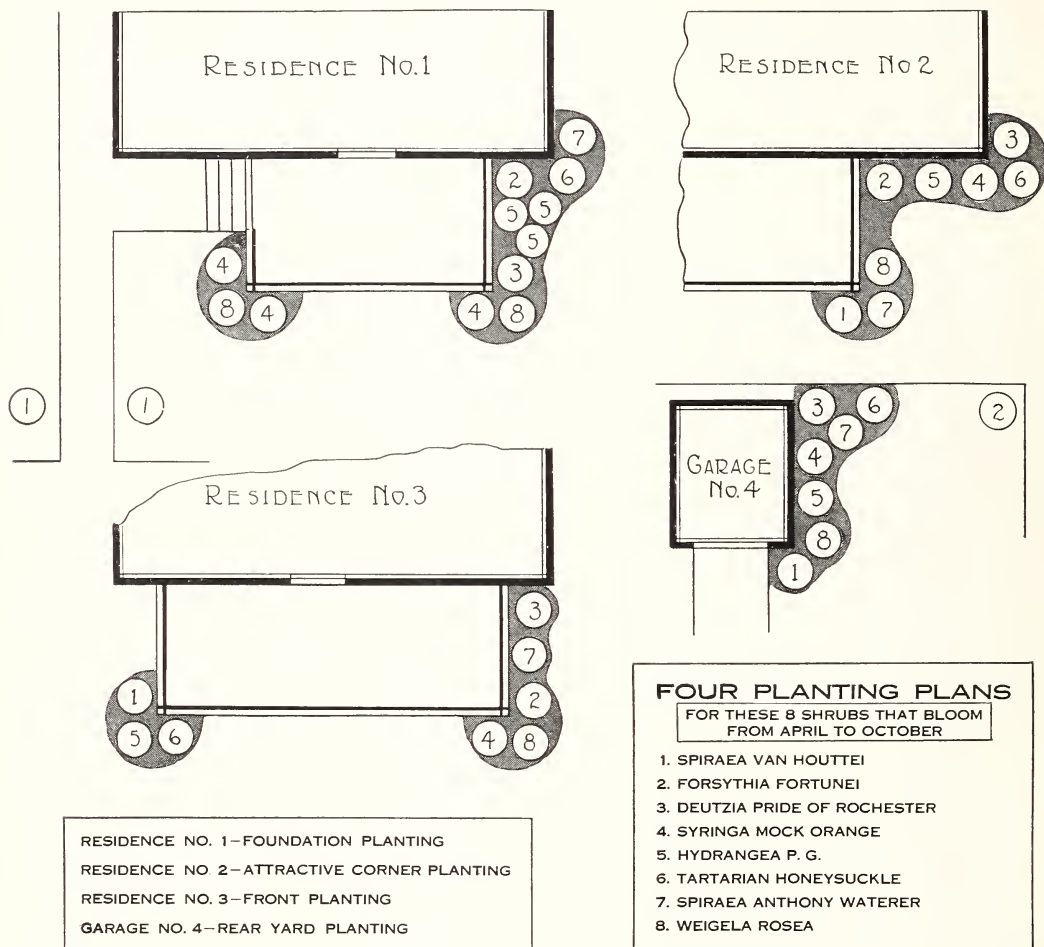 RESIDENCE No.1
7
2
6
5
5
5
3
4
8
4
8
4
1
1
RESIDENCE No 2
3
2
5
4
6
8
1
7
GARAGE
No.4
3
6
7
4
5
8
1
2
RESIDENCE No.3
3
7
2
4
8
1
5
6
RESIDENCE NO. 1–FOUNDATION PLANTING
RESIDENCE NO 2–ATTRACTIVE CORNER PLANTING
RESIDENCE NO. 3–FRONT PLANTING
GARAGE NO. 4–REAR YARD PLANTING
FOUR PLANTING PLANS
FOR THESE 8 SHRUBS THAT BLOOM
FROM APRIL TO OCTOBER
1. SPIRAEA VAN HOUTTEI
2. FORSYTHIA FORTUNEI
3. DEUTZIA PRIDE OF ROCHESTER
4. SYRINGA MOCK ORANGE
5. HYDRANGEA P. G.
6. TARTARIAN HONEYSUCKLE
7. SPIRAEA ANTHONY WATERER
8. WEIGELA ROSEA